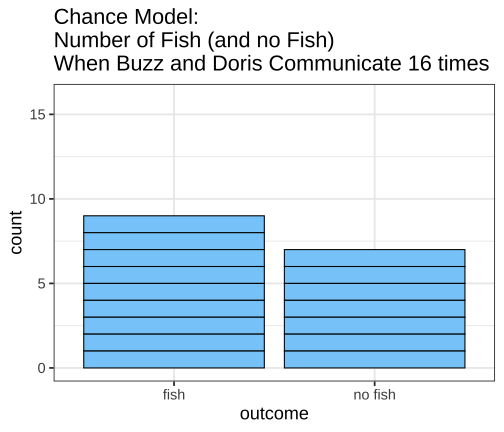 Chance Model:
Number of Fish (and no Fish)
When Buzz and Doris Communicate 16 times
15
10
5
0
count
fish
no fish
outcome